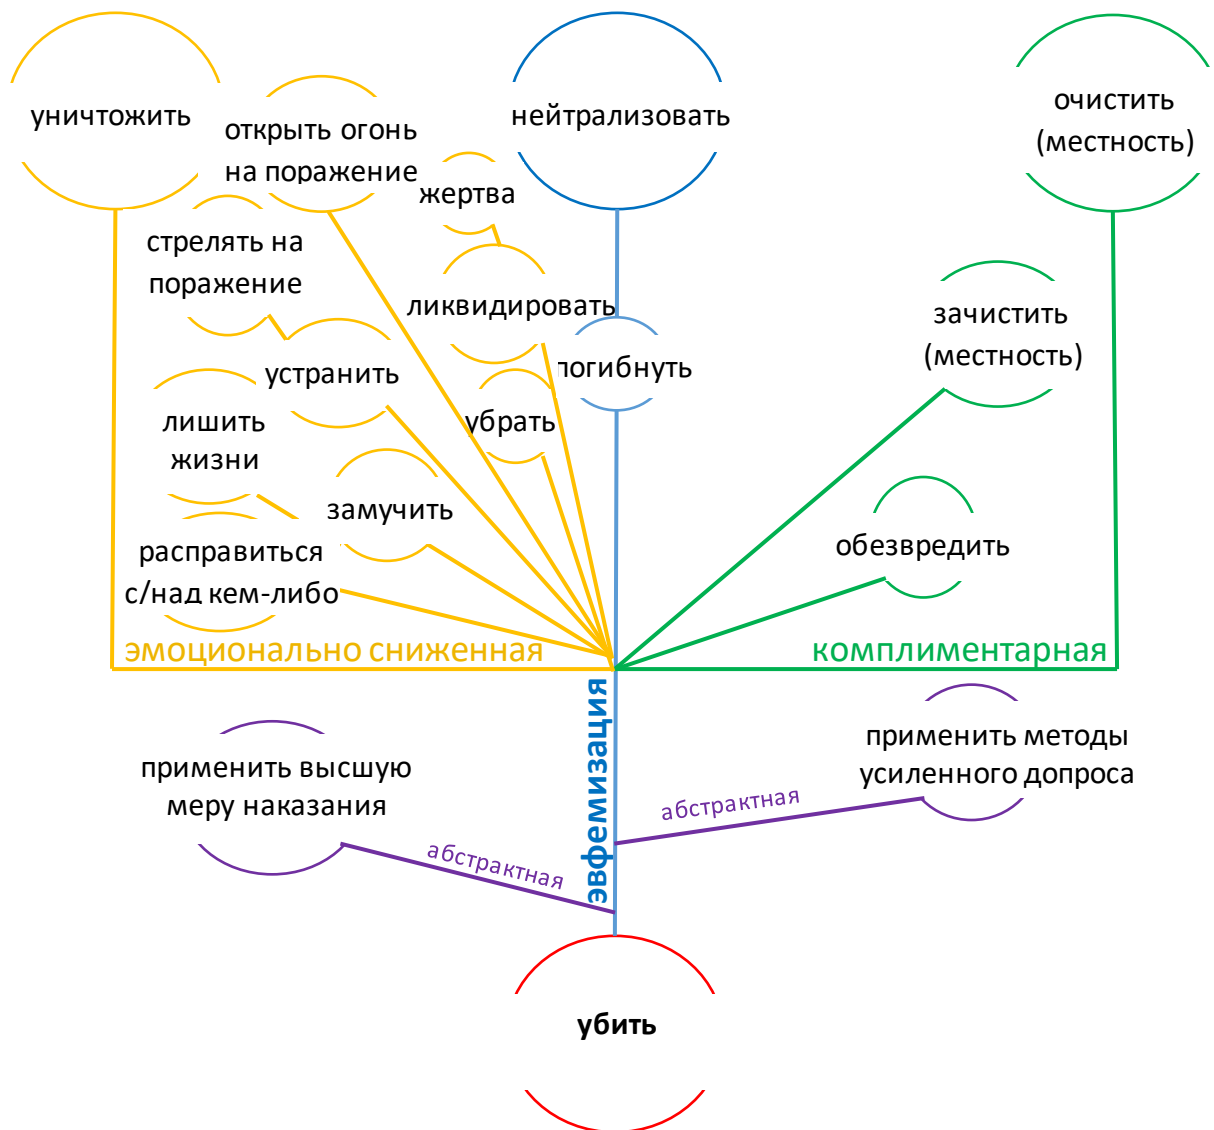 уничтожить
открыть огонь
на поражение
нейтрализовать
очистить
(местность)
жертва
стрелять на
поражение
ликвидировать
зачистить
(местность)
устранить
погибнуть
лишить
жизни
убрать
замучить
расправиться
с/над кем-либо
обезвредить
эмоционально сниженная
комплиментарная
эвфемизация
применить высшую
меру наказания
применить методы
усиленного допроса
абстрактная
абстрактная
убить